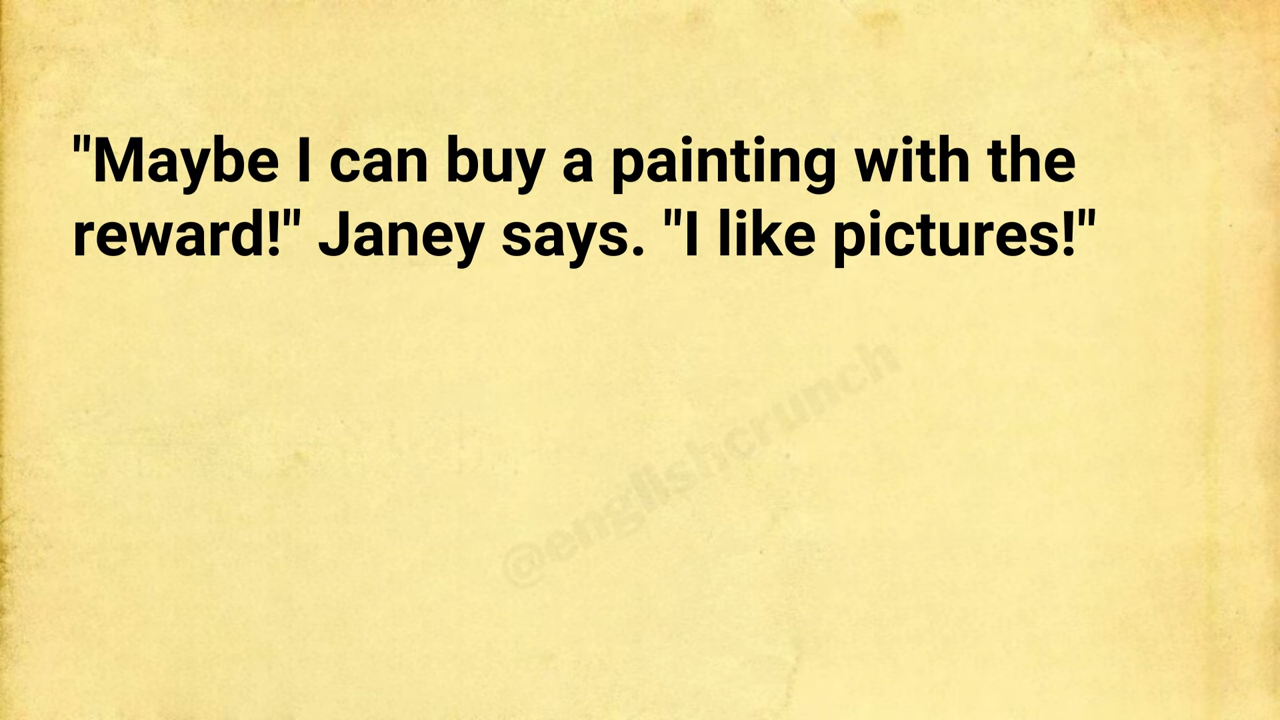 "Maybe I can buy a painting with the
reward!" Janey says. "I like pictures!"
@englishcrunch